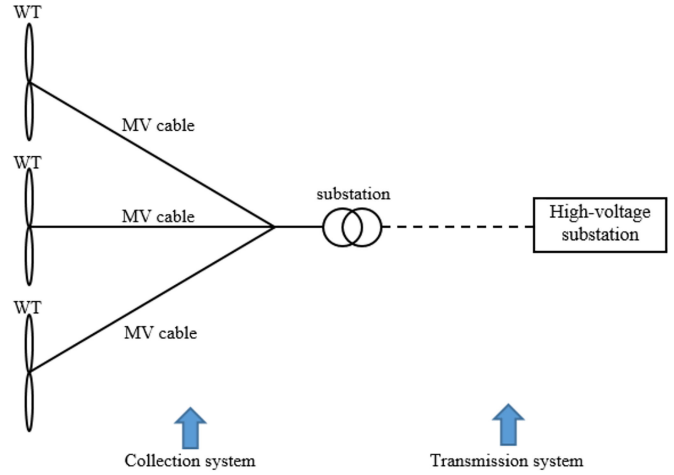 WT
MV cable
WT
substation
MV cable
High-voltage
substation
WT
MV cable
Collection system
Transmission system